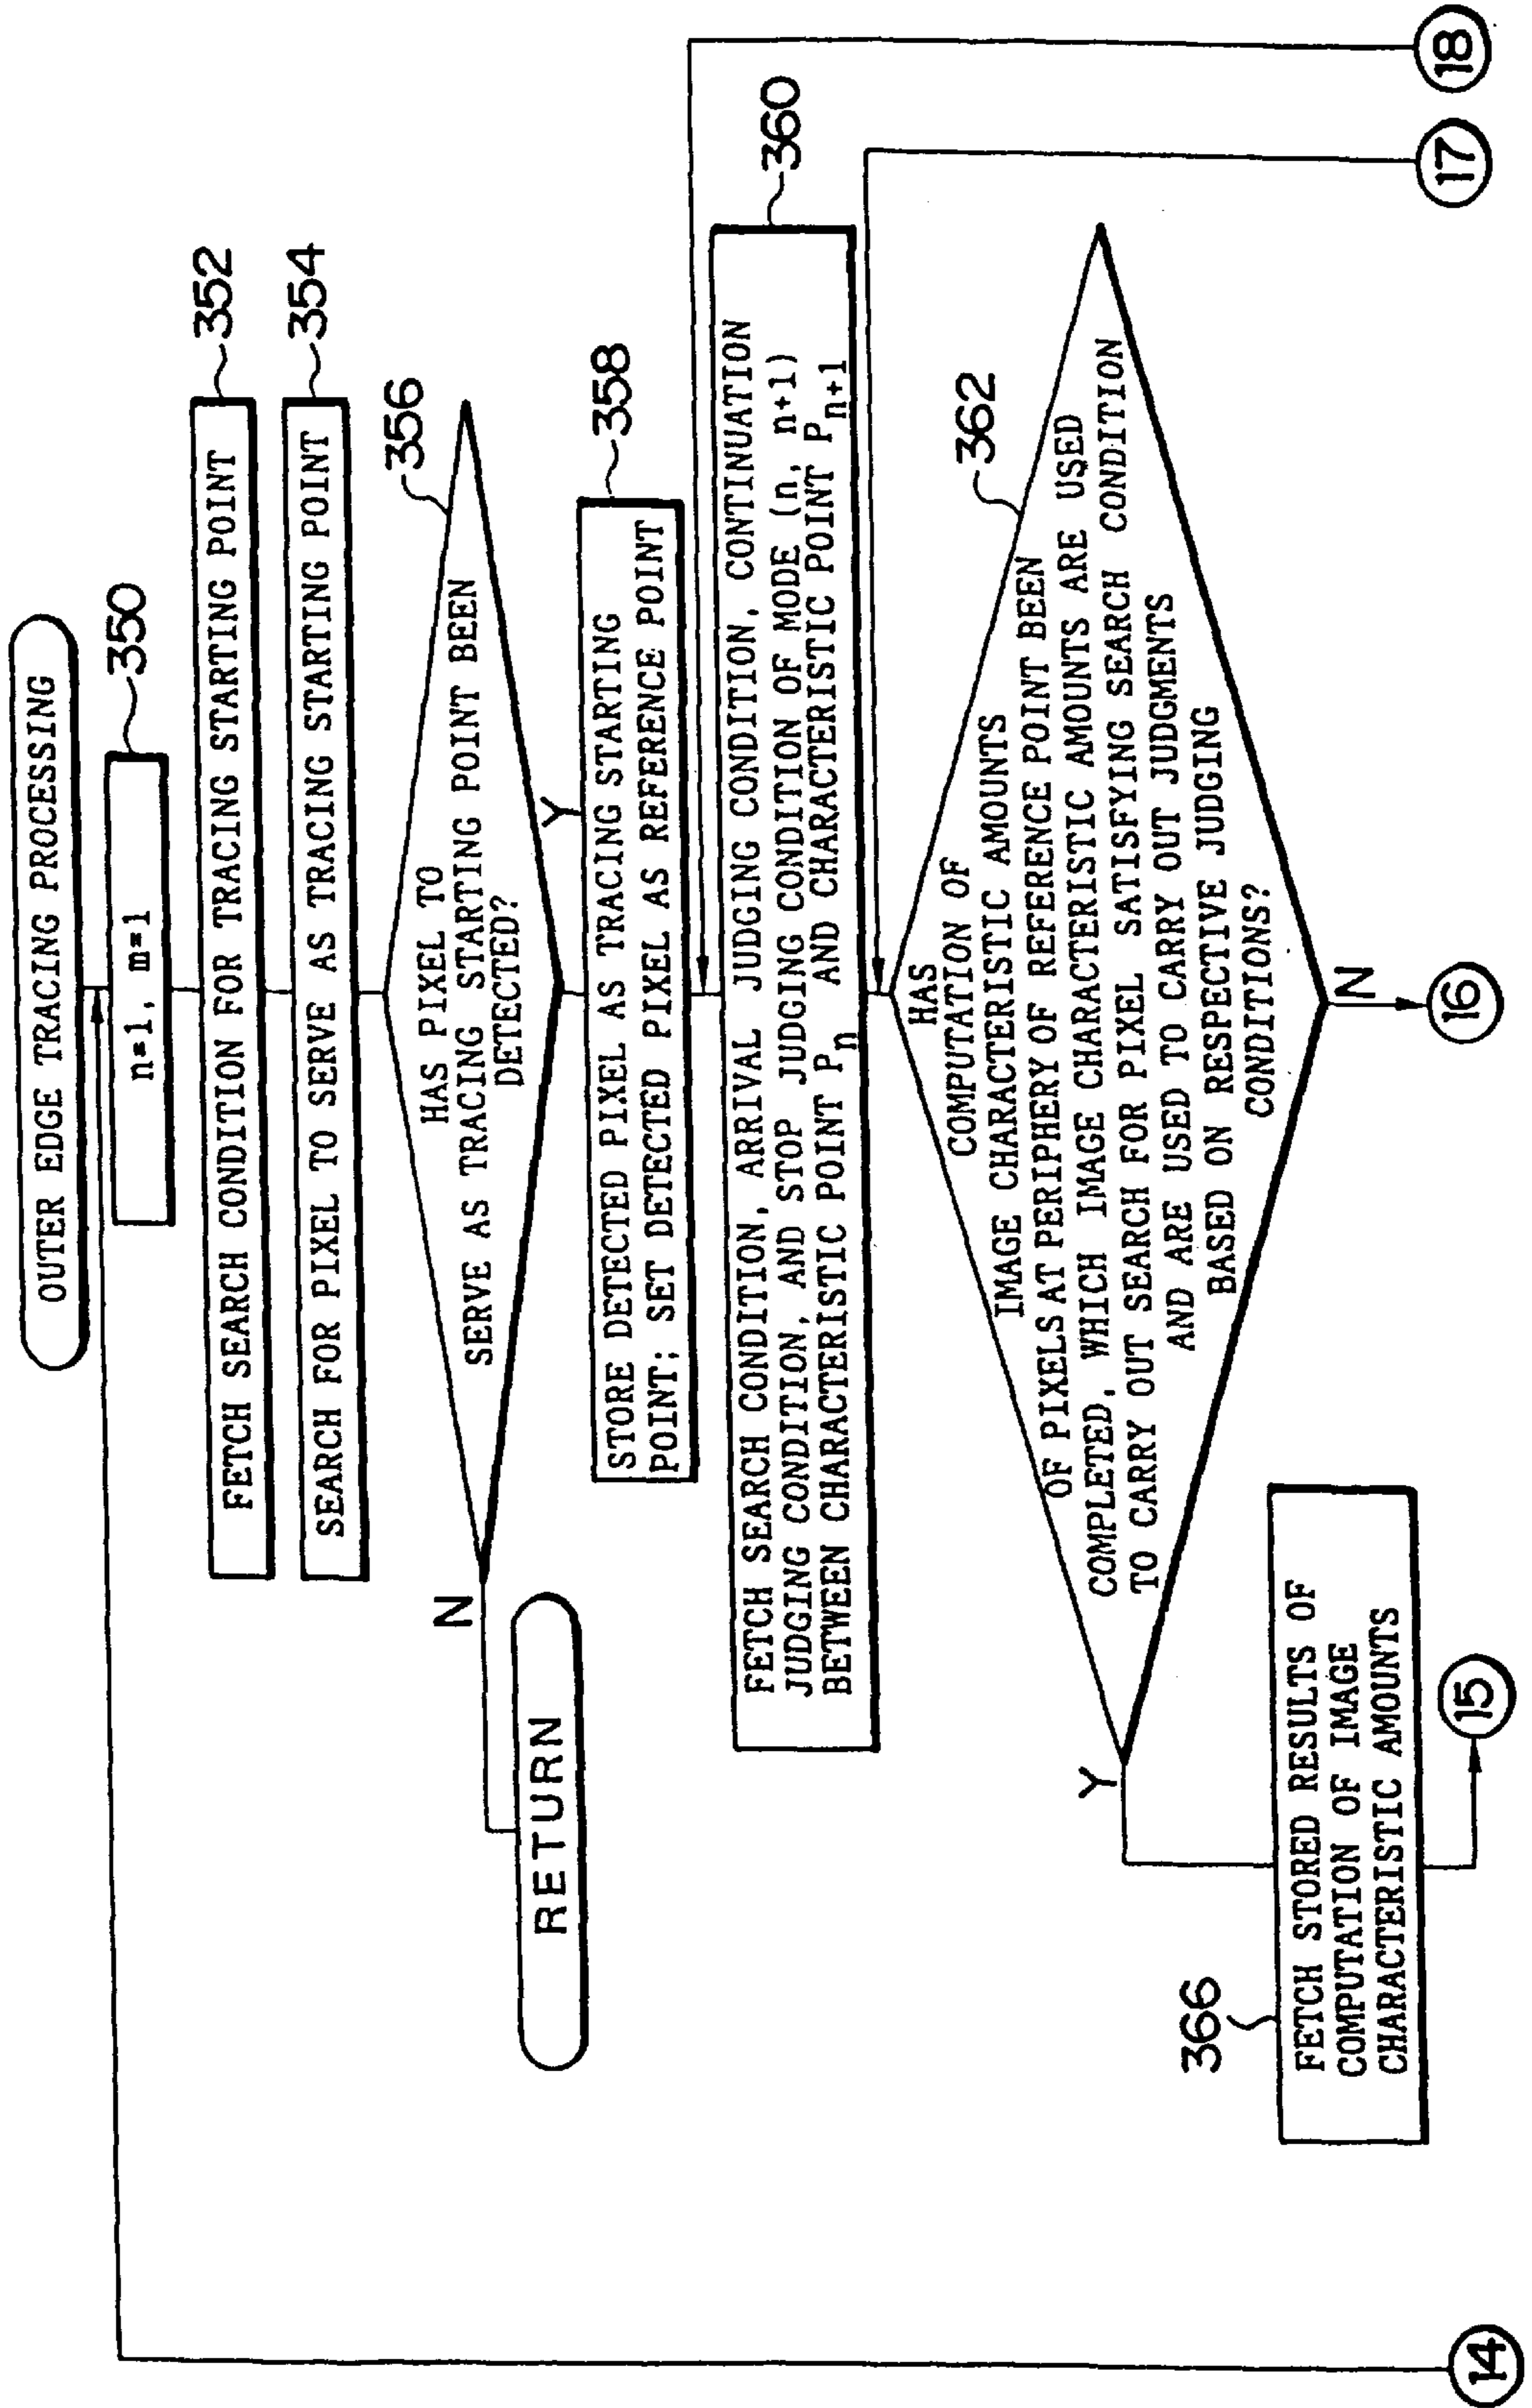 OUTER EDGE TRACING PROCESSING
350
n=1, m=1
352
FETCH SEARCH CONDITION FOR TRACING STARTING POINT
354
SEARCH FOR PIXEL TO SERVE AS TRACING STARTING POINT
356
HAS PIXEL TO
SERVE AS TRACING STARTING POINT BEEN
DETECTED?
N
Y
RETURN
358
STORE DETECTED PIXEL AS TRACING STARTING
POINT; SET DETECTED PIXEL AS REFERENCE POINT
360
FETCH SEARCH CONDITION, ARRIVAL JUDGING CONDITION, CONTINUATION
JUDGING CONDITION, AND STOP JUDGING CONDITION OF MODE (n, n+1)
BETWEEN CHARACTERISTIC POINT Pn AND CHARACTERISTIC POINT Pn+1
362
HAS
COMPUTATION OF
IMAGE CHARACTERISTIC AMOUNTS
OF PIXELS AT PERIPHERY OF REFERENCE POINT BEEN
COMPLETED, WHICH IMAGE CHARACTERISTIC AMOUNTS ARE USED
TO CARRY OUT SEARCH FOR PIXEL SATISFYING SEARCH CONDITION
AND ARE USED TO CARRY OUT JUDGMENTS
BASED ON RESPECTIVE JUDGING
CONDITIONS?
Y
N
366
FETCH STORED RESULTS OF
COMPUTATION OF IMAGE
CHARACTERISTIC AMOUNTS
14
15
16
17
18